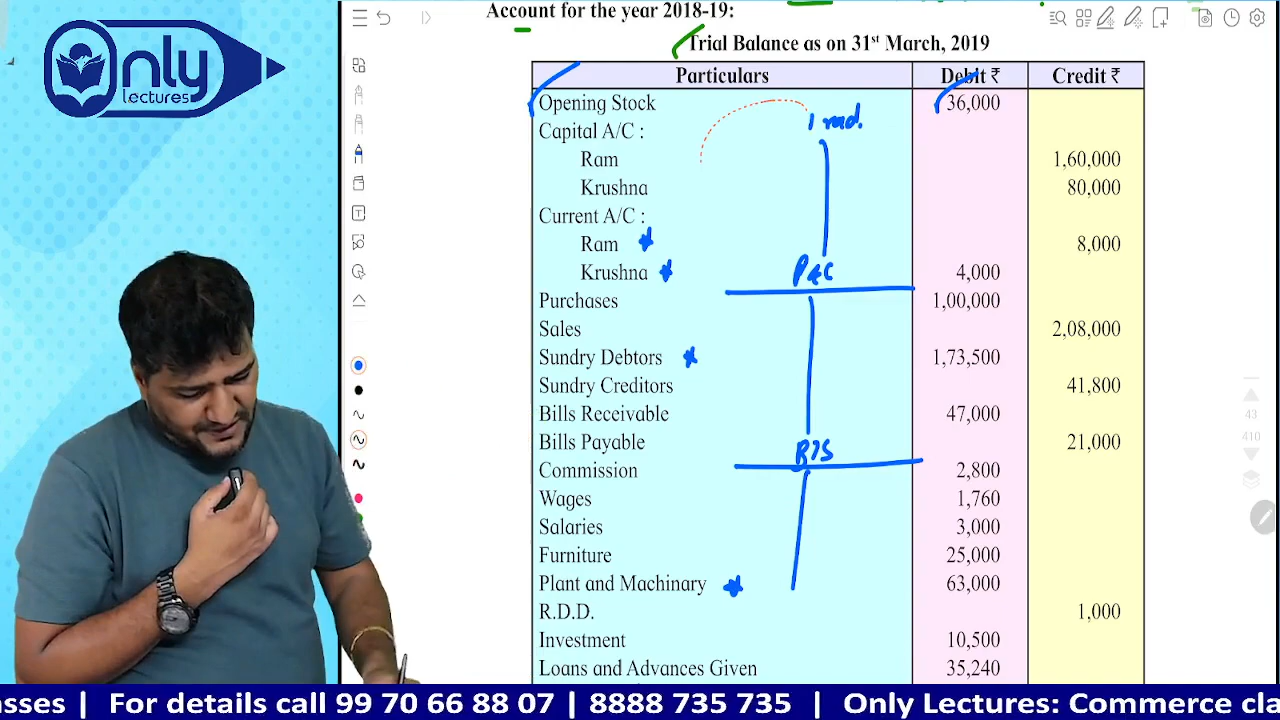 Only
lectures
Account for the year 2018-19:
Trial Balance as on 31st March, 2019
Particulars Debit ₹ Credit ₹
Opening Stock 36,000
Capital A/C :
Ram 1,60,000
Krushna 80,000
Current A/C :
Ram 8,000
Krushna 4,000
Purchases 1,00,000
Sales 2,08,000
Sundry Debtors 1,73,500
Sundry Creditors 41,800
Bills Receivable 47,000
Bills Payable 21,000
Commission 2,800
Wages 1,760
Salaries 3,000
Furniture 25,000
Plant and Machinary 63,000
R.D.D. 1,000
Investment 10,500
Loans and Advances Given 35,240
43
410
asses | For details call 99 70 66 88 07 | 8888 735 735 | Only Lectures: Commerce cla